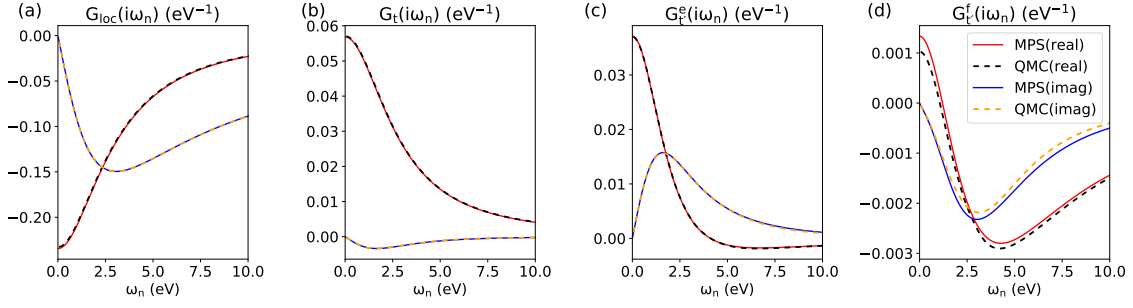 (a) G_loc(iω_n) (eV⁻¹)
0.00
−0.05
−0.10
−0.15
−0.20
0.0 2.5 5.0 7.5 10.0
ω_n (eV)
(b) G_t(iω_n) (eV⁻¹)
0.06
0.05
0.04
0.03
0.02
0.01
0.00
0.0 2.5 5.0 7.5 10.0
ω_n (eV)
(c) G_t'^e(iω_n) (eV⁻¹)
0.03
0.02
0.01
0.00
0.0 2.5 5.0 7.5 10.0
ω_n (eV)
(d) G_t'^f(iω_n) (eV⁻¹)
0.001
0.000
−0.001
−0.002
−0.003
0.0 2.5 5.0 7.5 10.0
ω_n (eV)
MPS(real)
QMC(real)
MPS(imag)
QMC(imag)